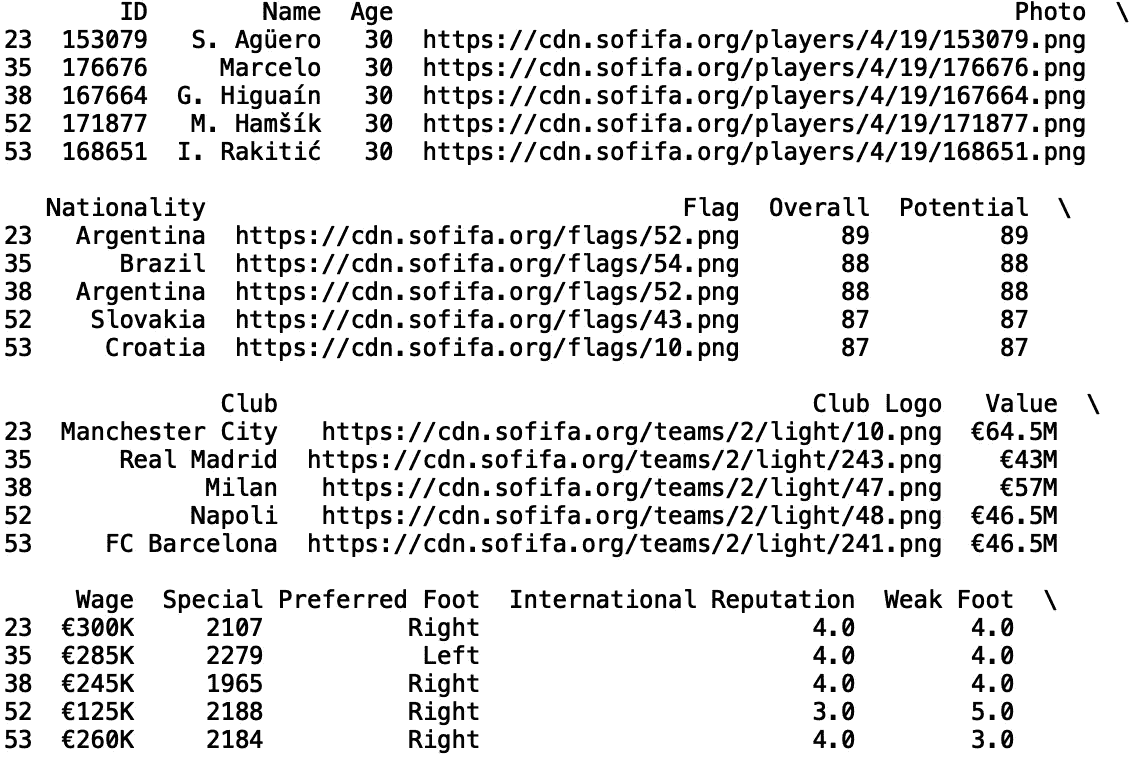 ID Name Age Photo \
23 153079 S. Agüero 30 https://cdn.sofifa.org/players/4/19/153079.png
35 176676 Marcelo 30 https://cdn.sofifa.org/players/4/19/176676.png
38 167664 G. Higuaín 30 https://cdn.sofifa.org/players/4/19/167664.png
52 171877 M. Hamšík 30 https://cdn.sofifa.org/players/4/19/171877.png
53 168651 I. Rakitić 30 https://cdn.sofifa.org/players/4/19/168651.png
Nationality Flag Overall Potential \
23 Argentina https://cdn.sofifa.org/flags/52.png 89 89
35 Brazil https://cdn.sofifa.org/flags/54.png 88 88
38 Argentina https://cdn.sofifa.org/flags/52.png 88 88
52 Slovakia https://cdn.sofifa.org/flags/43.png 87 87
53 Croatia https://cdn.sofifa.org/flags/10.png 87 87
Club Club Logo Value \
23 Manchester City https://cdn.sofifa.org/teams/2/light/10.png €64.5M
35 Real Madrid https://cdn.sofifa.org/teams/2/light/243.png €43M
38 Milan https://cdn.sofifa.org/teams/2/light/47.png €57M
52 Napoli https://cdn.sofifa.org/teams/2/light/48.png €46.5M
53 FC Barcelona https://cdn.sofifa.org/teams/2/light/241.png €46.5M
Wage Special Preferred Foot International Reputation Weak Foot \
23 €300K 2107 Right 4.0 4.0
35 €285K 2279 Left 4.0 4.0
38 €245K 1965 Right 4.0 4.0
52 €125K 2188 Right 3.0 5.0
53 €260K 2184 Right 4.0 3.0